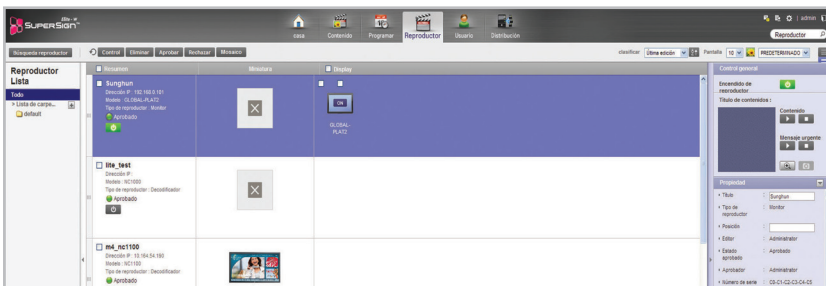 Elite-w
SUPERSIGN™
casa
Contenido
Programar
Reproductor
Usuario
Distribución
admin
Reproductor
Búsqueda reproductor
Control
Eliminar
Aprobar
Rechazar
Mosaico
clasificar
Última edición
Pantalla
10
PREDETERMINADO
Reproductor
Lista
Todo
Lista de carpe...
default
Resumen
Miniatura
Display
Sunghun
Dirección IP : 192.168.0.101
Modelo : GLOBAL-PLAT2
Tipo de reproductor : Monitor
Aprobado
ON
GLOBAL-
PLAT2
lite_test
Dirección IP :
Modelo : NC1000
Tipo de reproductor : Decodificador
Aprobado
m4_nc1100
Dirección IP : 10.164.54.190
Modelo : NC1100
Tipo de reproductor : Decodificador
Aprobado
Control general
Encendido de
reproductor
Título de contenidos :
Contenido
Mensaje urgente
Propiedad
Título : Sunghun
Tipo de
reproductor : Monitor
Posición :
Editor : Administrator
Estado
aprobado : Aprobado
Aprobador : Administrator
Número de serie : C0-C1-C2-C3-C4-C5